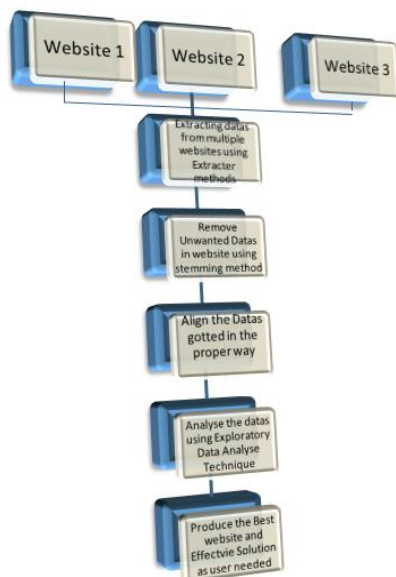 Website 1
Website 2
Website 3
Extracting datas
from multiple
websites using
Extracter
methods
Remove
Unwanted Datas
in website using
stemming method
Align the Datas
gotted in the
proper way
Analyse the datas
using Exploratory
Data Analyse
Technique
Produce the Best
website and
Effectvie Solution
as user needed